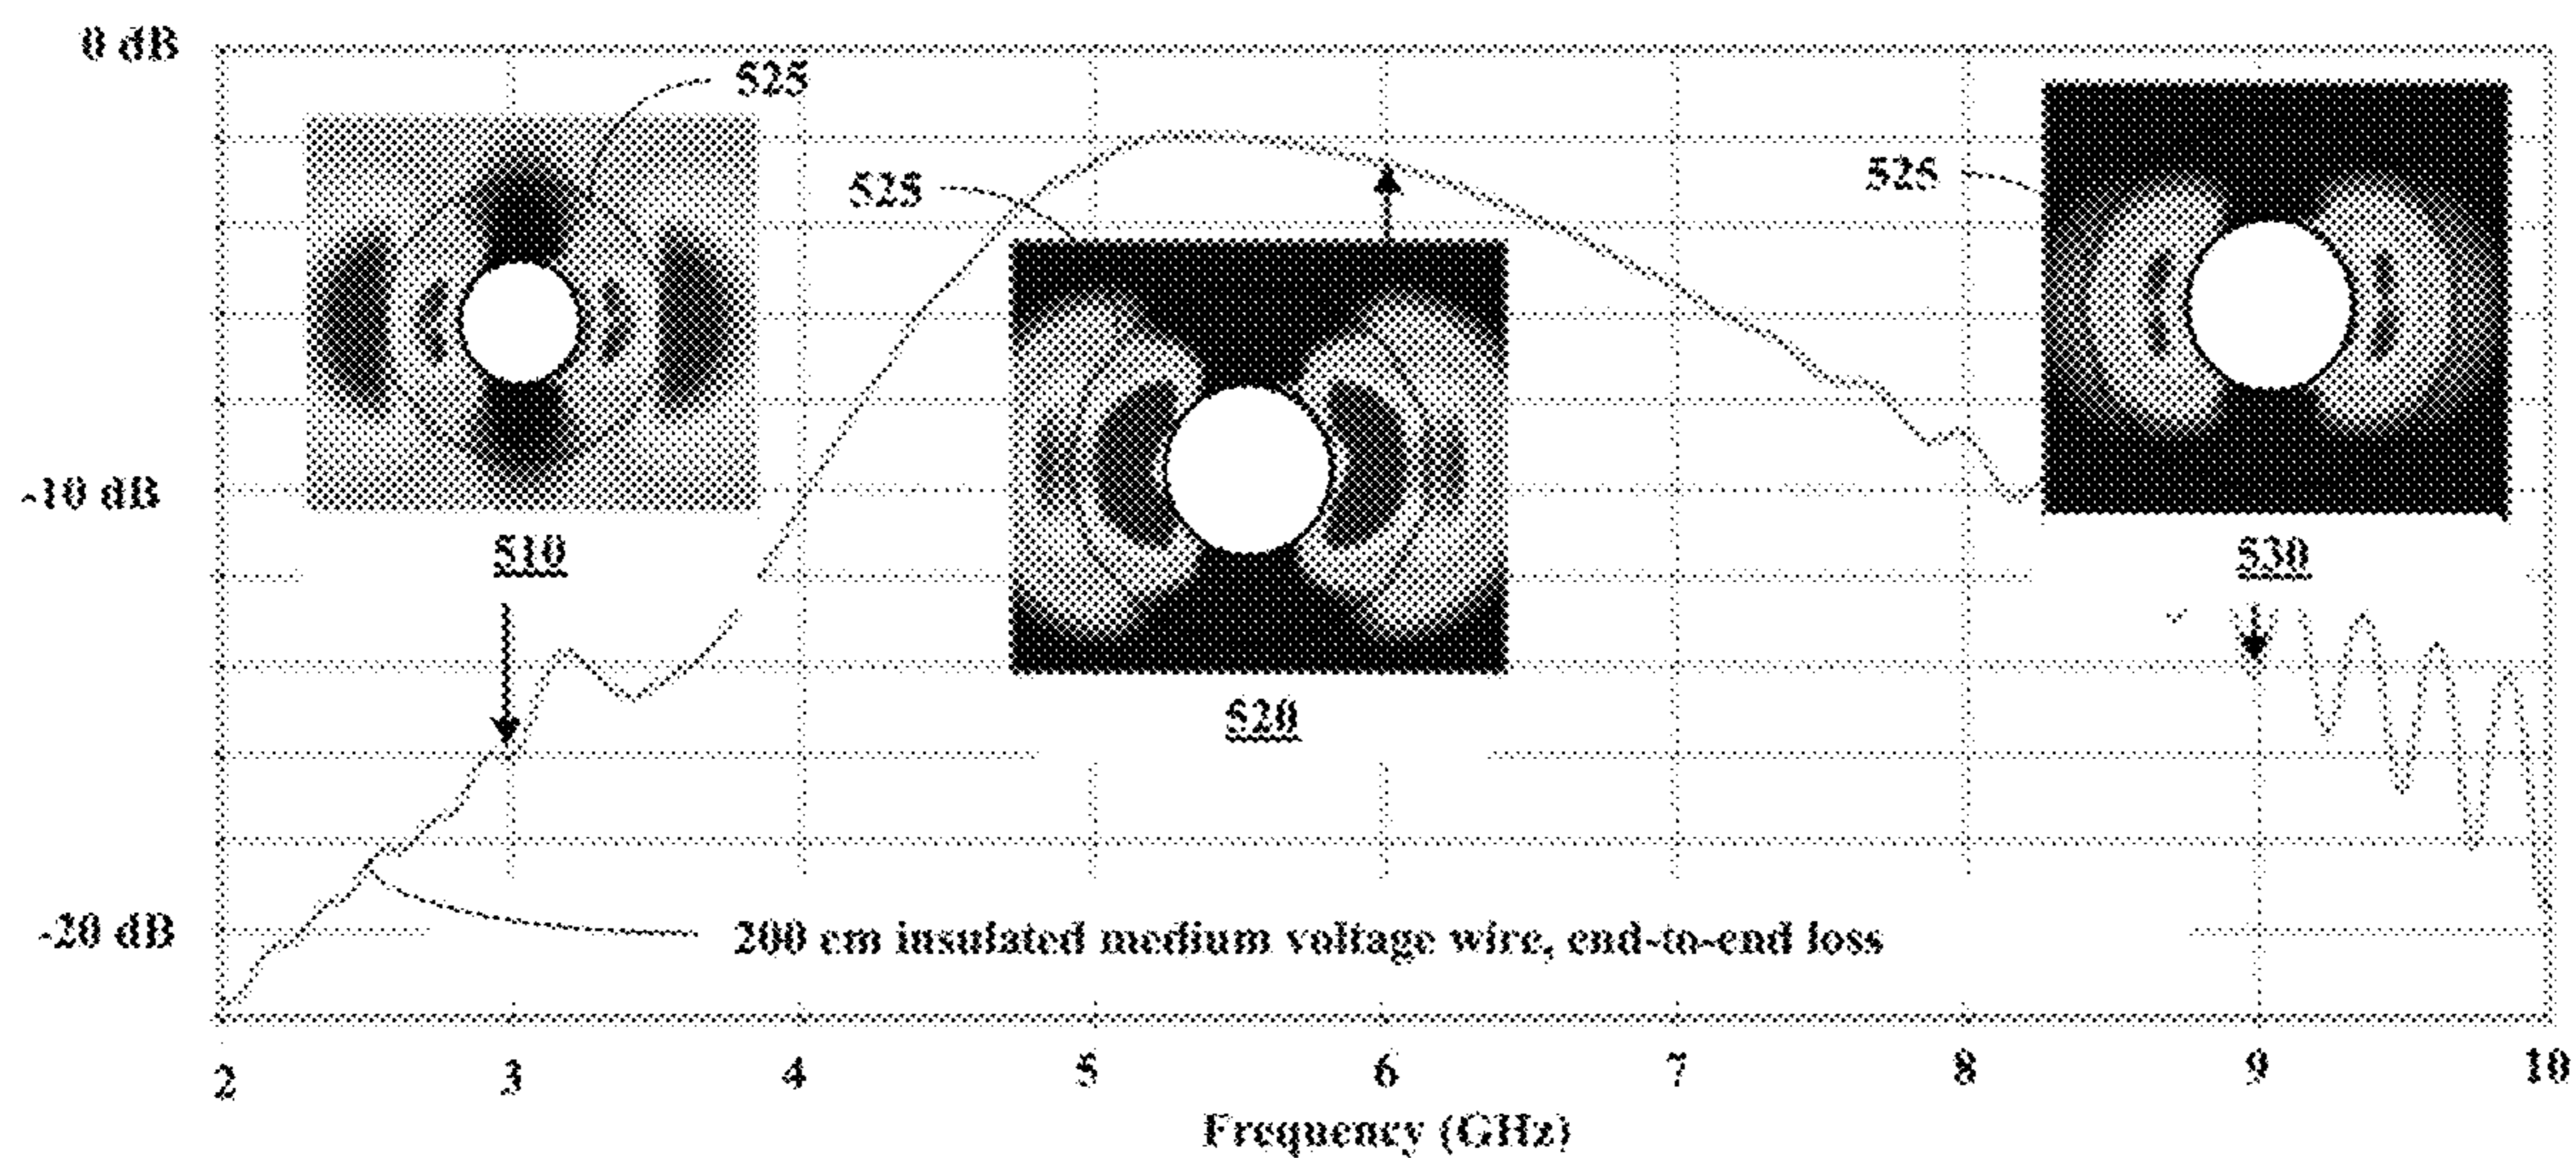 0 dB
525
525
525
-10 dB
510
530
520
-20 dB
200 cm insulated medium voltage wire, end-to-end loss
2 3 4 5 6 7 8 9 10
Frequency (GHz)